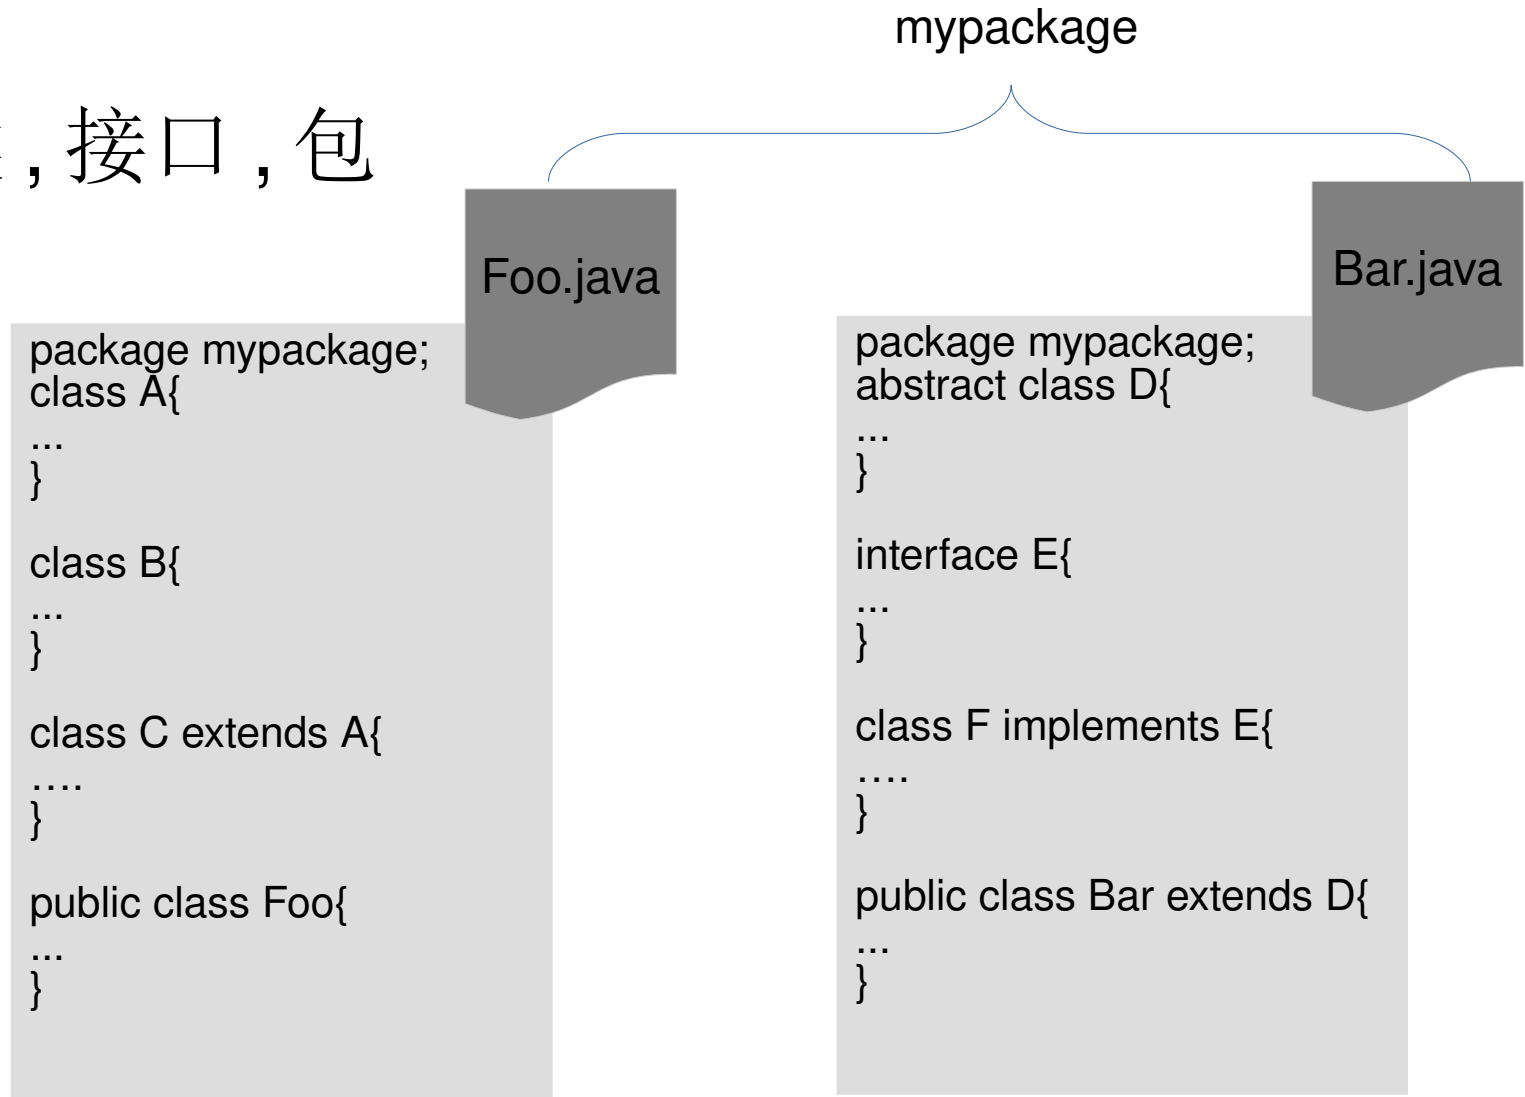 mypackage
,接口,包
Foo.java
package mypackage;
class A{
...
}
class B{
...
}
class C extends A{
....
}
public class Foo{
...
}
Bar.java
package mypackage;
abstract class D{
...
}
interface E{
...
}
class F implements E{
....
}
public class Bar extends D{
...
}